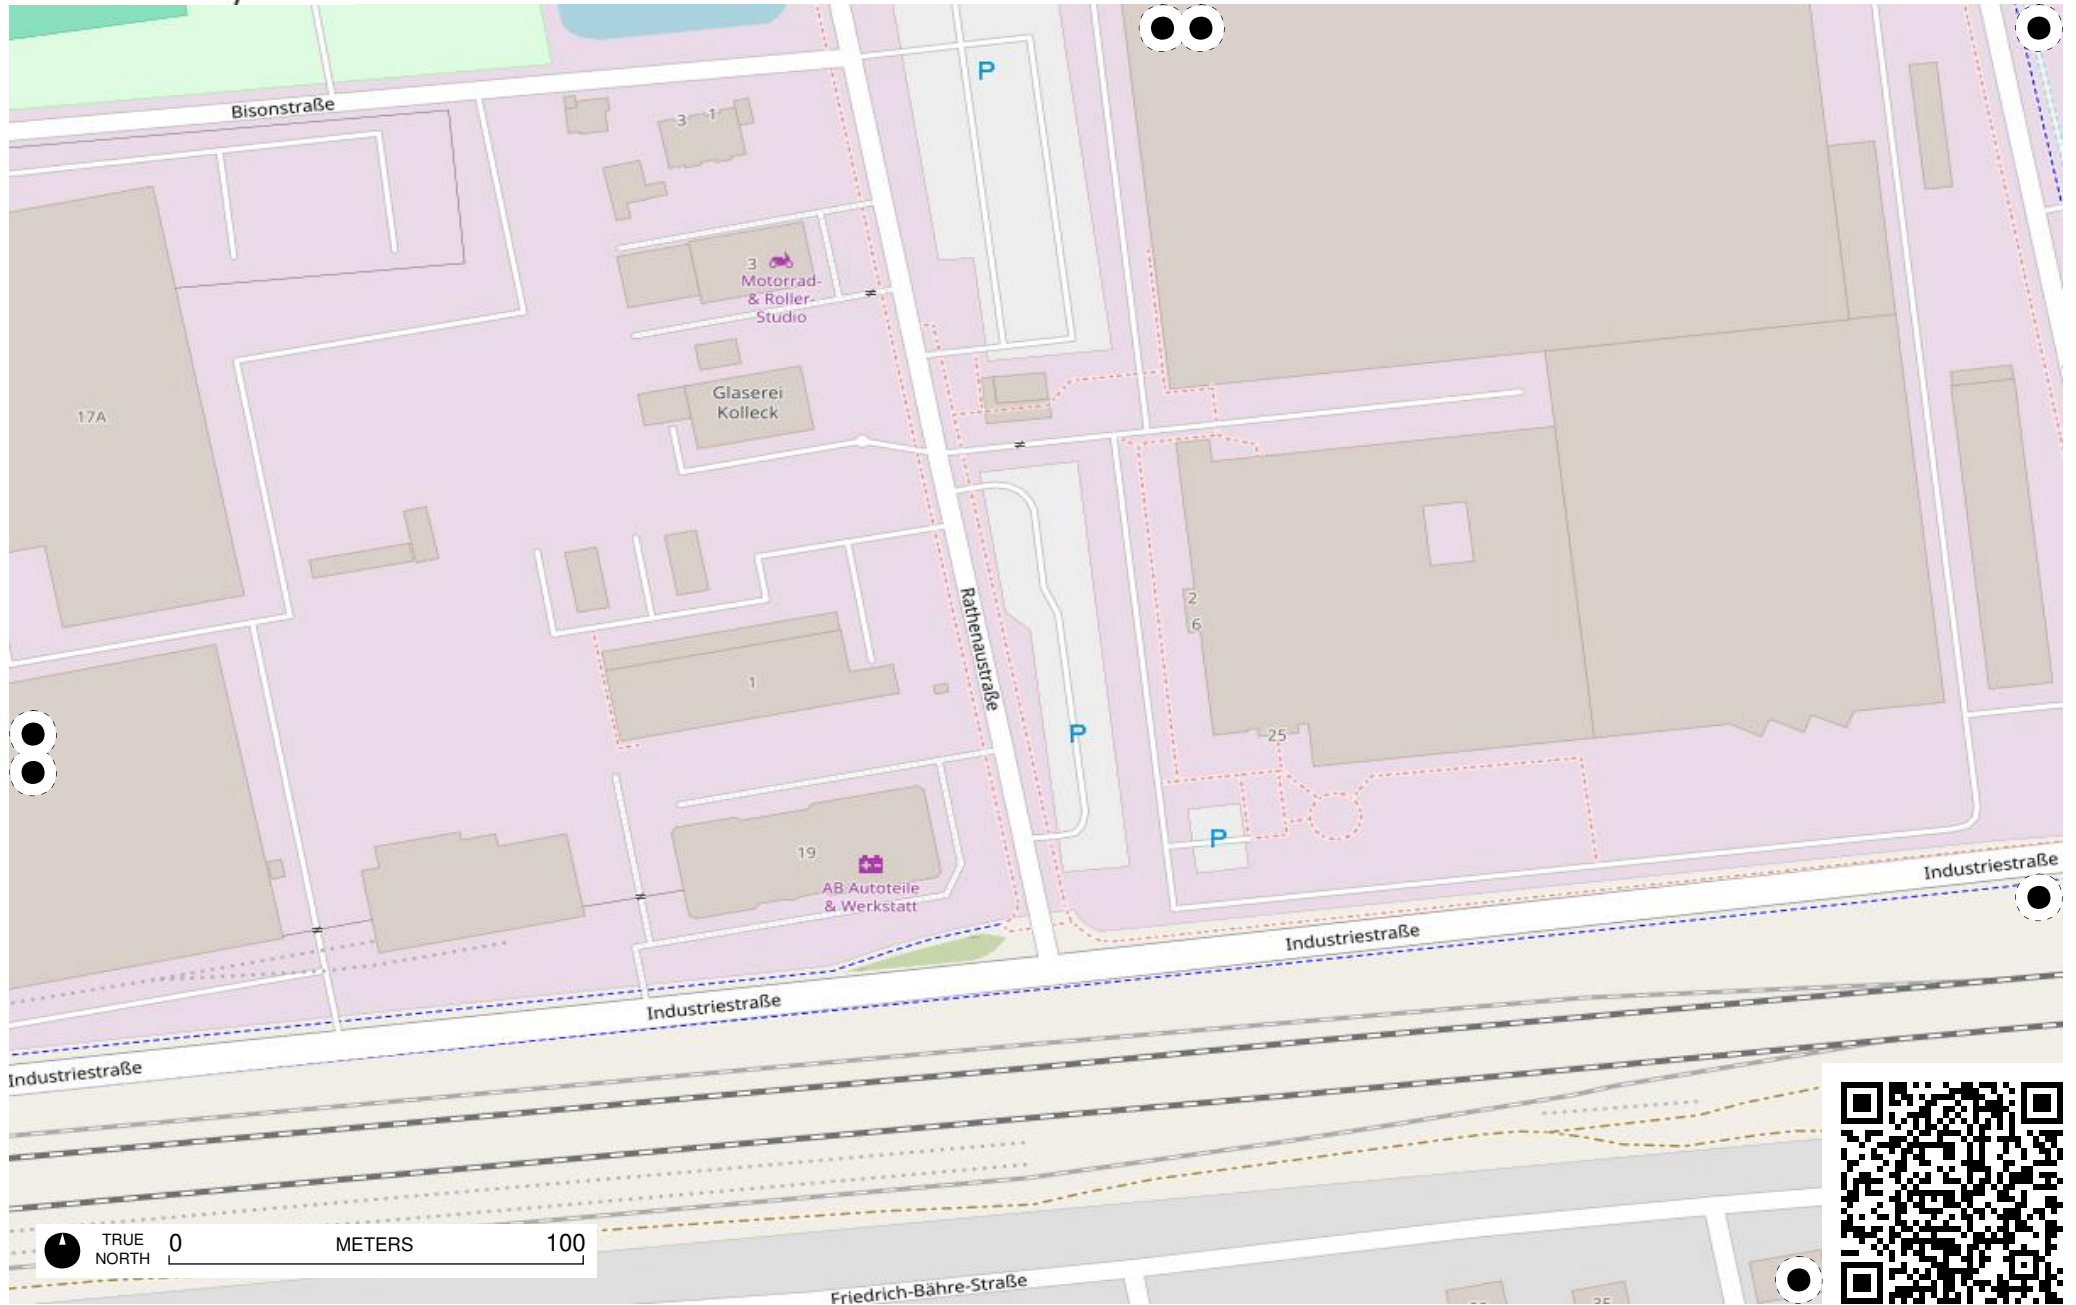 P
Bisonstraße
3 1
3
Motorrad-
& Roller-
Studio
Glaserei
Kolleck
17A
2
6
Rathenaustraße
1
P
25
P
19
AB Autoteile
& Werkstatt
Industriestraße
Industriestraße
Industriestraße
Industriestraße
TRUE
NORTH
0 METERS 100
Friedrich-Bähre-Straße